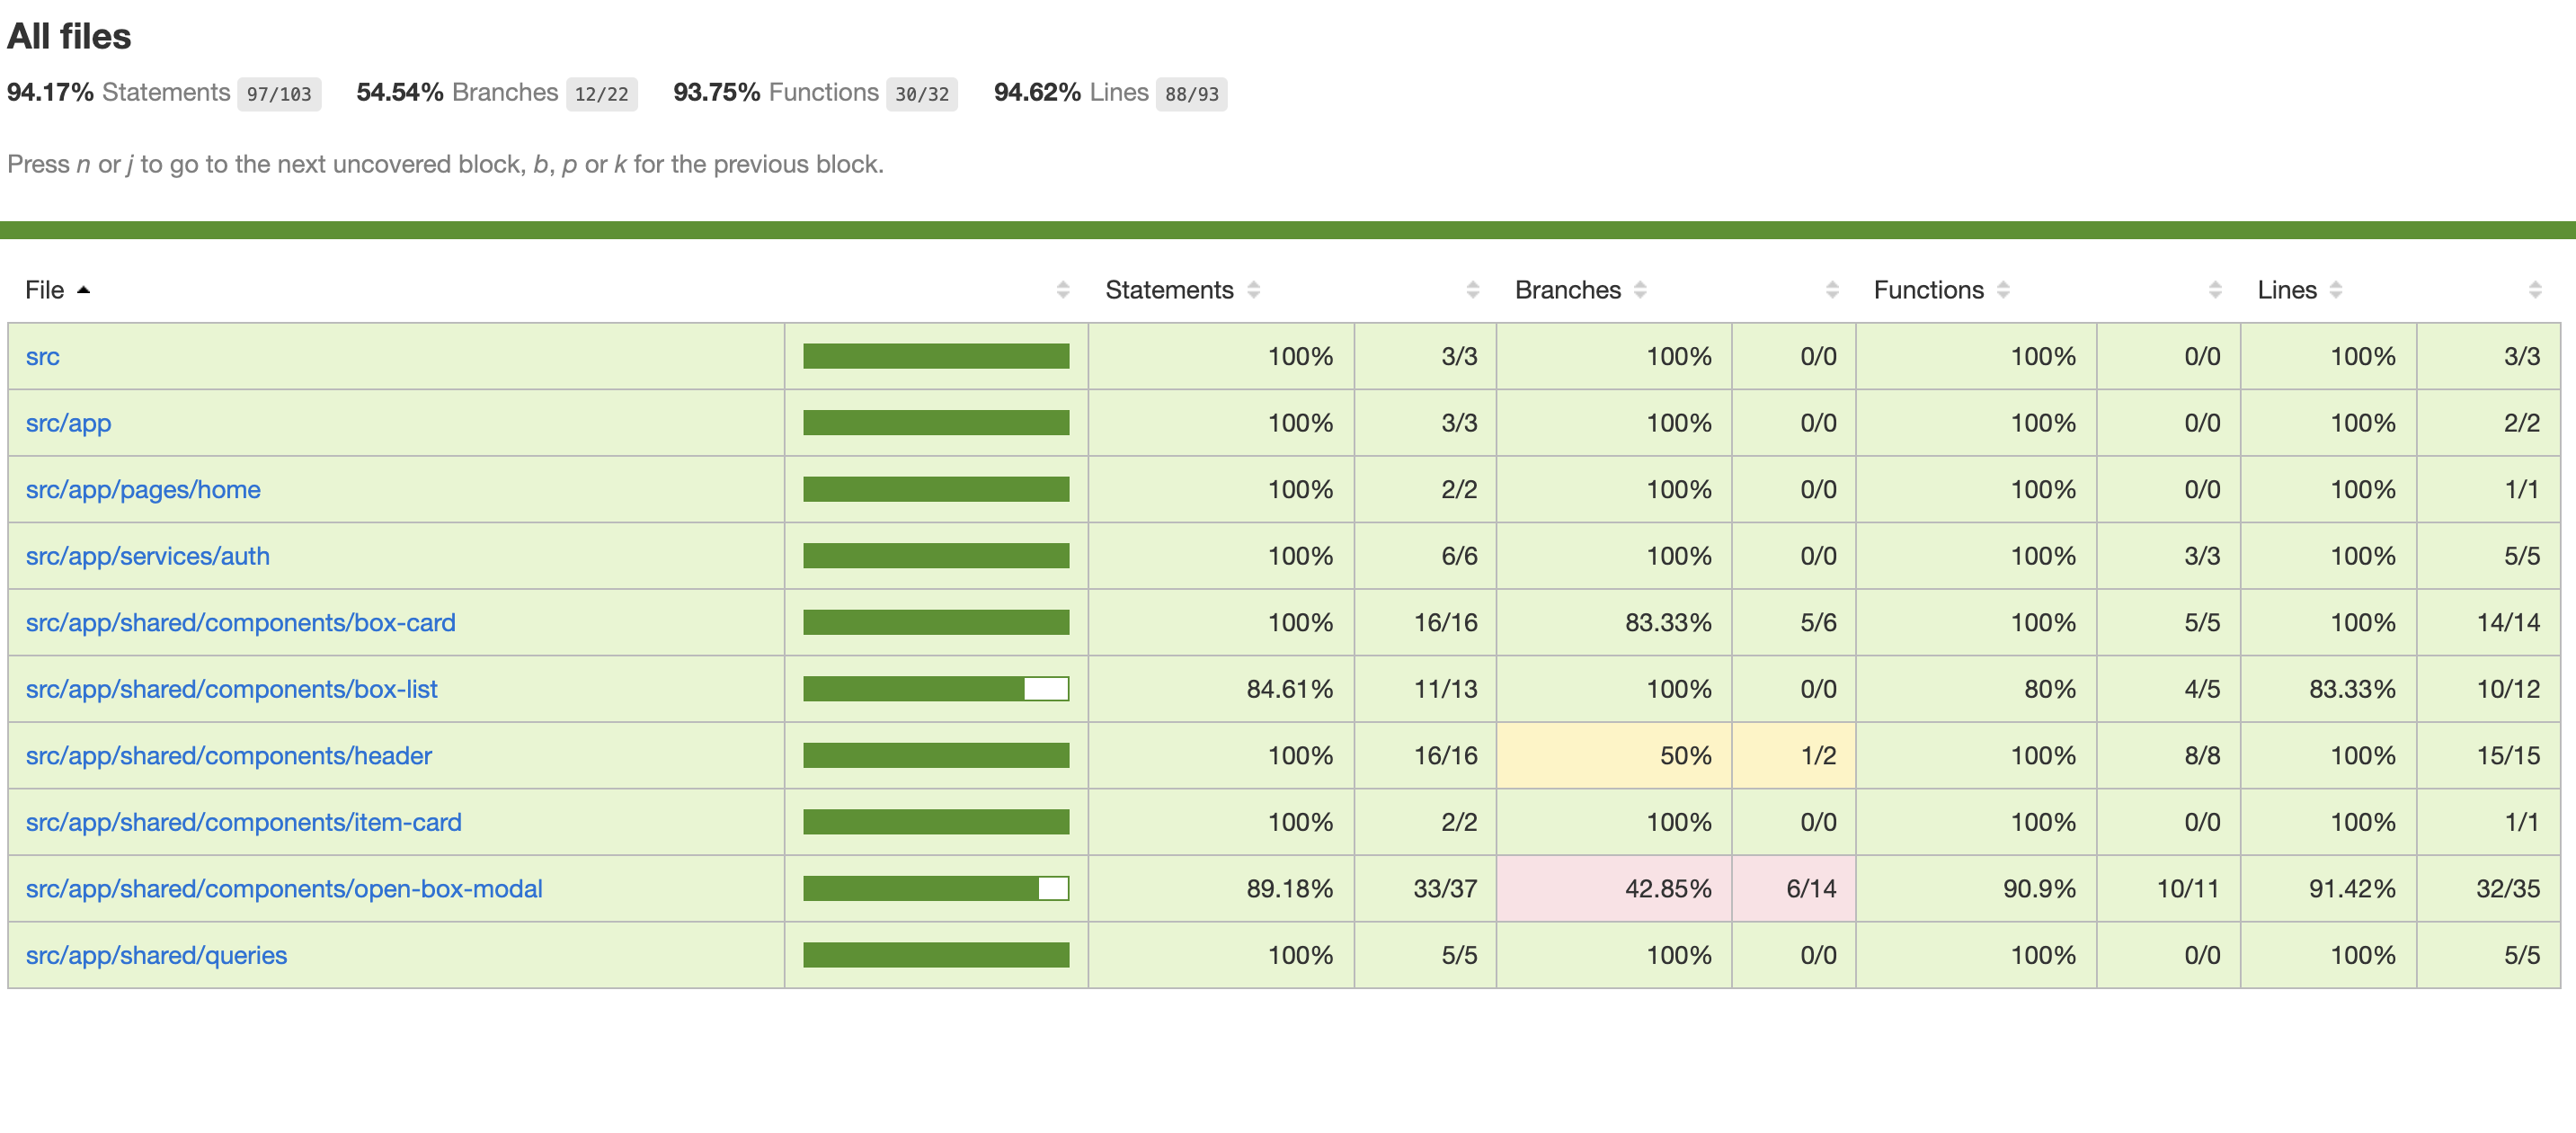 All files
94.17% Statements 97/103 54.54% Branches 12/22 93.75% Functions 30/32 94.62% Lines 88/93
Press n or j to go to the next uncovered block, b, p or k for the previous block.
File Statements Branches Functions Lines
src 100% 3/3 100% 0/0 100% 0/0 100% 3/3
src/app 100% 3/3 100% 0/0 100% 0/0 100% 2/2
src/app/pages/home 100% 2/2 100% 0/0 100% 0/0 100% 1/1
src/app/services/auth 100% 6/6 100% 0/0 100% 3/3 100% 5/5
src/app/shared/components/box-card 100% 16/16 83.33% 5/6 100% 5/5 100% 14/14
src/app/shared/components/box-list 84.61% 11/13 100% 0/0 80% 4/5 83.33% 10/12
src/app/shared/components/header 100% 16/16 50% 1/2 100% 8/8 100% 15/15
src/app/shared/components/item-card 100% 2/2 100% 0/0 100% 0/0 100% 1/1
src/app/shared/components/open-box-modal 89.18% 33/37 42.85% 6/14 90.9% 10/11 91.42% 32/35
src/app/shared/queries 100% 5/5 100% 0/0 100% 0/0 100% 5/5